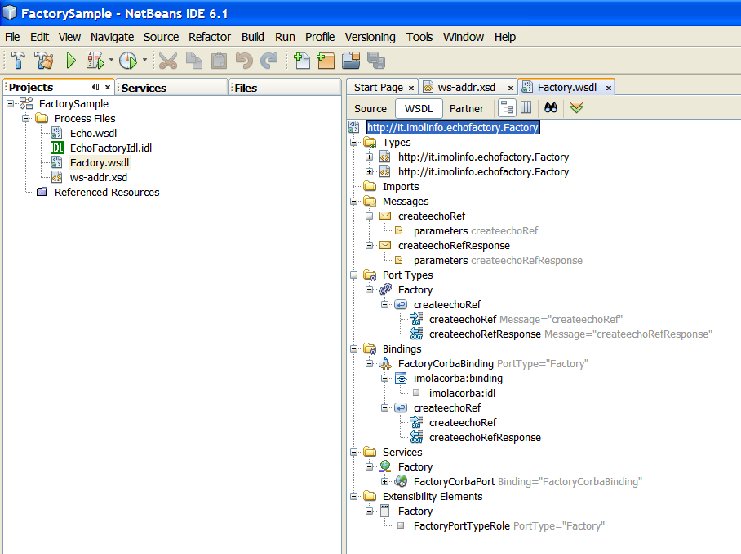 FactorySample - NetBeans IDE 6.1
File Edit View Navigate Source Refactor Build Run Profile Versioning Tools Window Help
Projects
Services
Files
FactorySample
Process Files
Echo.wsdl
IDL EchoFactoryIdl.idl
Factory.wsdl
ws-addr.xsd
Referenced Resources
Start Page ws-addr.xsd Factory.wsdl
Source WSDL Partner
http://it.imolinfo.echofactory.Factory
Types
http://it.imolinfo.echofactory.Factory
http://it.imolinfo.echofactory.Factory
Imports
Messages
createechoRef
parameters createechoRef
createechoRefResponse
parameters createechoRefResponse
Port Types
Factory
createechoRef
createechoRef Message="createechoRef"
createechoRefResponse Message="createechoRefResponse"
Bindings
FactoryCorbaBinding PortType="Factory"
imolacorba:binding
imolacorba:idl
createechoRef
createechoRef
createechoRefResponse
Services
Factory
FactoryCorbaPort Binding="FactoryCorbaBinding"
Extensibility Elements
Factory
FactoryPortTypeRole PortType="Factory"